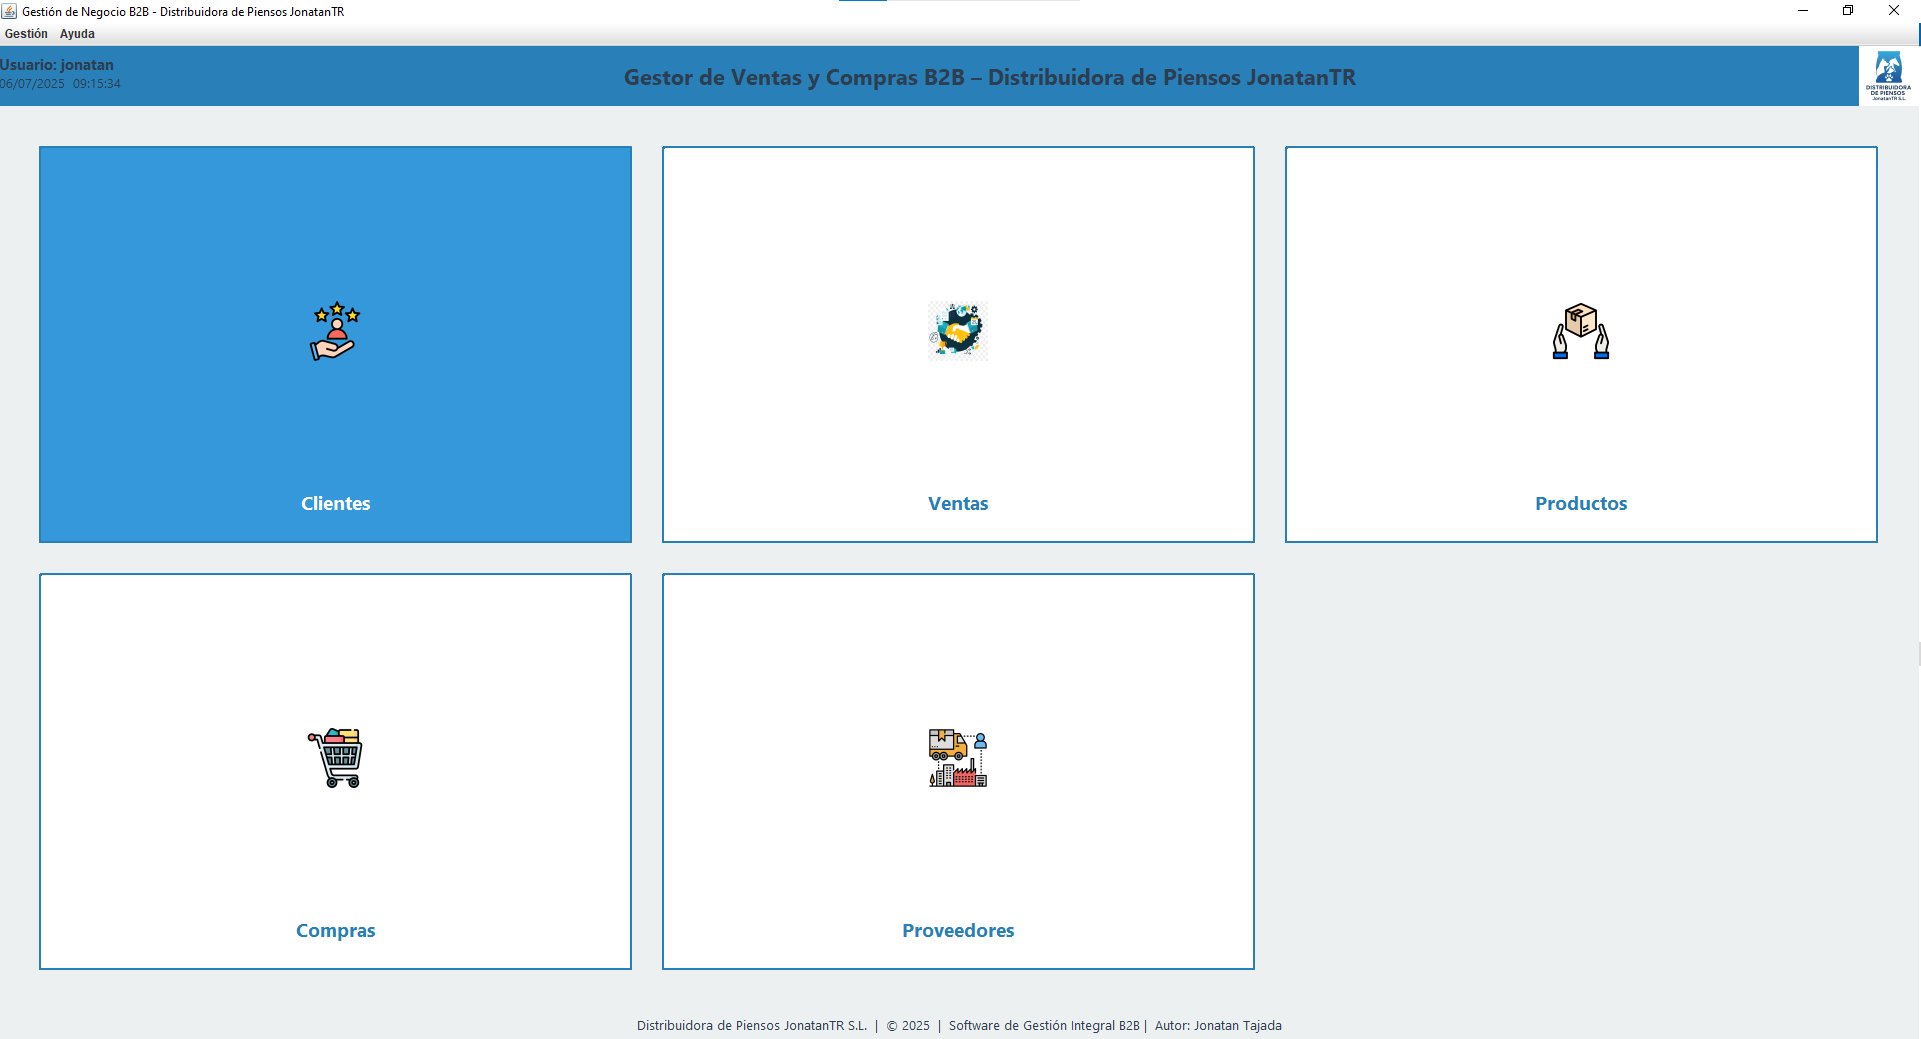 Gestión de Negocio B2B - Distribuidora de Piensos JonatanTR
Gestión Ayuda
Usuario: jonatan
06/07/2025 09:15:34
Gestor de Ventas y Compras B2B – Distribuidora de Piensos JonatanTR
DISTRIBUIDORA
DE PIENSOS
JonatanTR S.L.
Clientes
Ventas
Productos
Compras
Proveedores
Distribuidora de Piensos JonatanTR S.L. | © 2025 | Software de Gestión Integral B2B | Autor: Jonatan Tajada